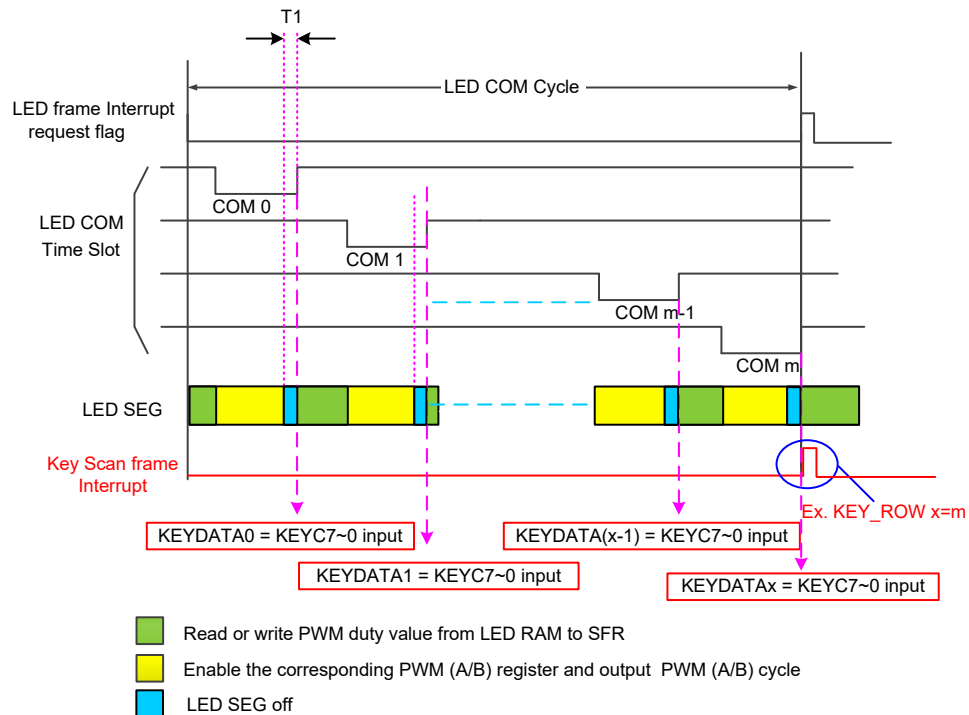 T1
LED COM Cycle
LED frame Interrupt
request flag
COM 0
LED COM
Time Slot
COM 1
COM m-1
COM m
LED SEG
Key Scan frame
Interrupt
Ex. KEY_ROW x=m
KEYDATA0 = KEYC7~0 input
KEYDATA(x-1) = KEYC7~0 input
KEYDATA1 = KEYC7~0 input
KEYDATAx = KEYC7~0 input
Read or write PWM duty value from LED RAM to SFR
Enable the corresponding PWM (A/B) register and output PWM (A/B) cycle
LED SEG off